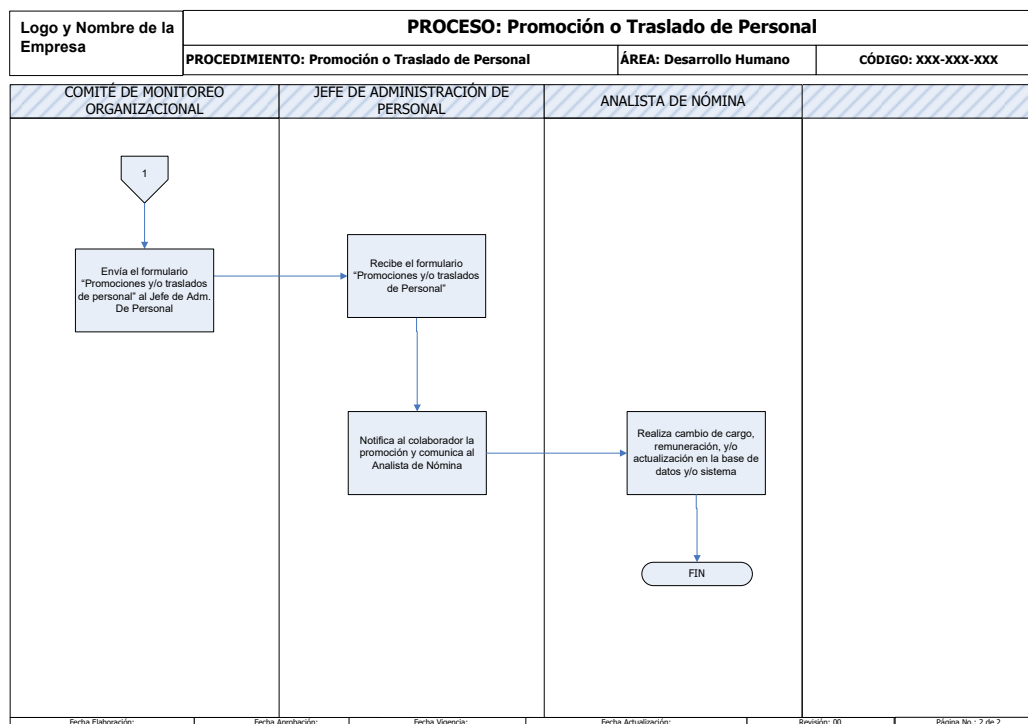 Logo y Nombre de la
Empresa
PROCESO: Promoción o Traslado de Personal
PROCEDIMIENTO: Promoción o Traslado de Personal
ÁREA: Desarrollo Humano
CÓDIGO: XXX-XXX-XXX
COMITÉ DE MONITOREO
ORGANIZACIONAL
JEFE DE ADMINISTRACIÓN DE
PERSONAL
ANALISTA DE NÓMINA
1
Envía el formulario
“Promociones y/o traslados
de personal” al Jefe de Adm.
De Personal
Recibe el formulario
“Promociones y/o traslados
de Personal”
Notifica al colaborador la
promoción y comunica al
Analista de Nómina
Realiza cambio de cargo,
remuneración, y/o
actualización en la base de
datos y/o sistema
FIN
Fecha Elaboración:
Fecha Aprobación:
Fecha Vigencia:
Fecha Actualización:
Revisión: 00
Página No.: 2 de 2